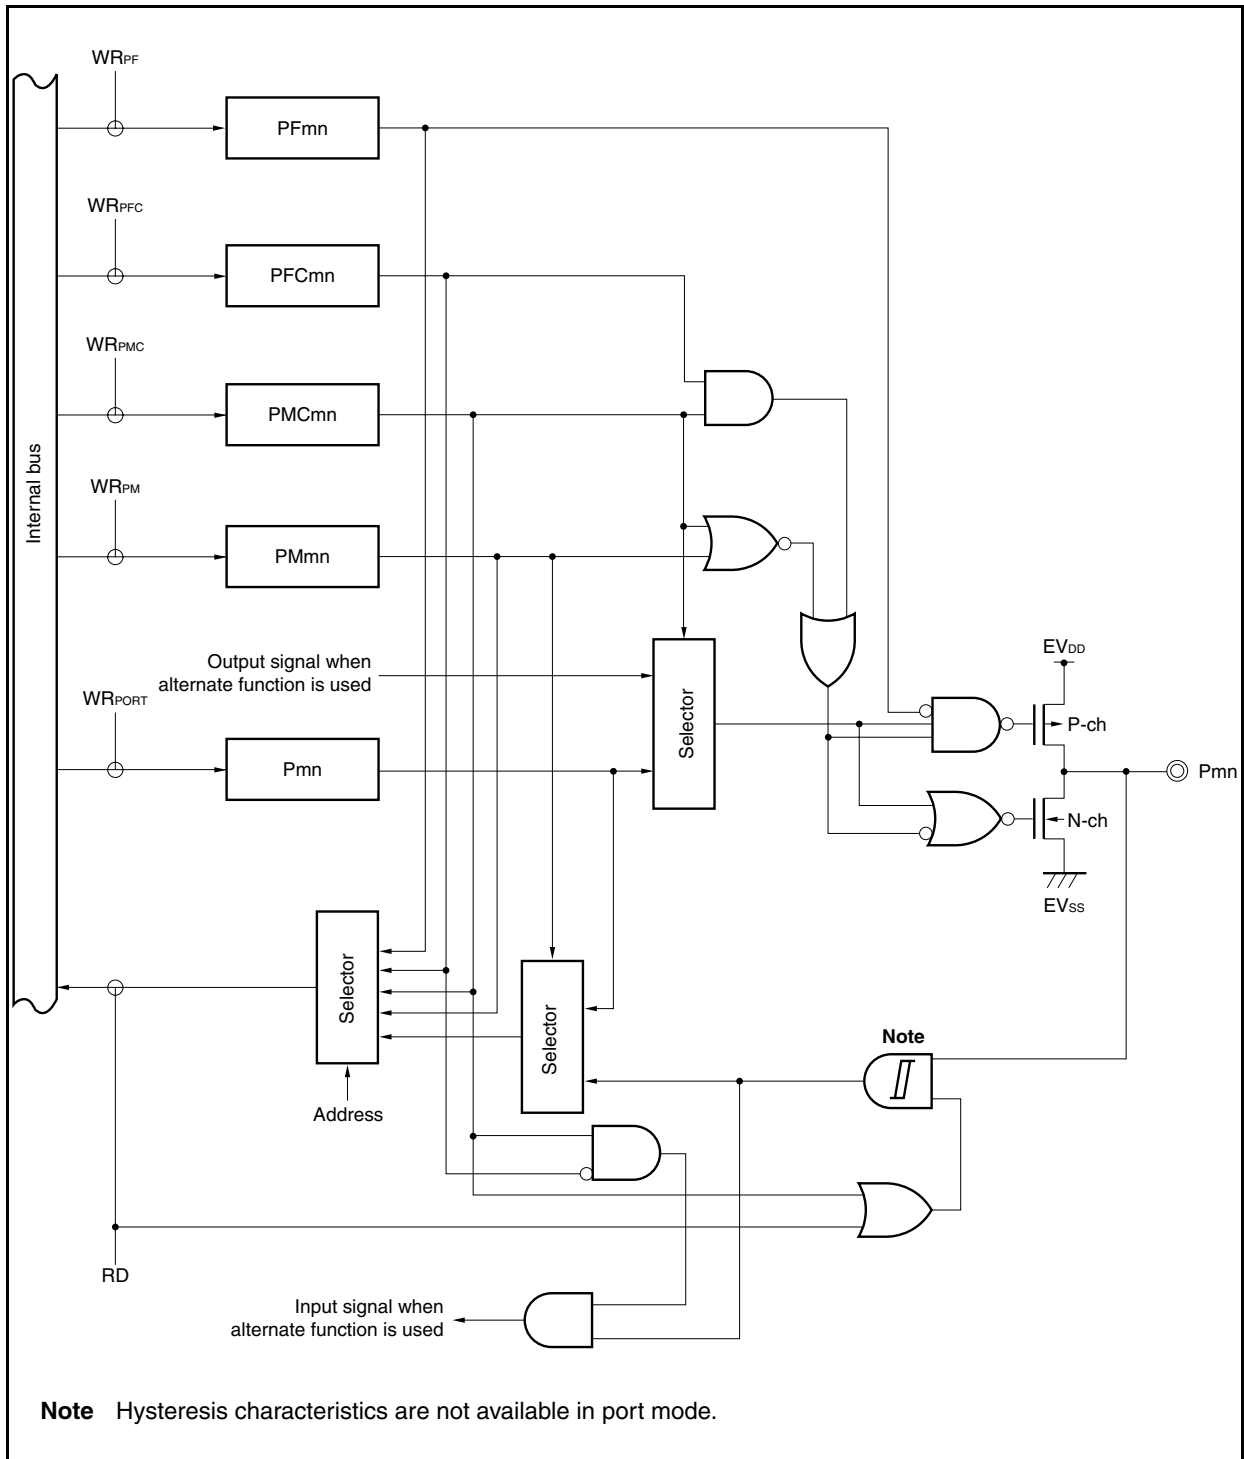 WRPF
PFmn
WRPFC
PFCmn
WRPMC
PMCmn
Internal bus
WRPM
PMmn
Output signal when
alternate function is used
WRPORT
Pmn
Selector
EVDD
P-ch
Pmn
N-ch
EVSS
Selector
Selector
Address
Note
RD
Input signal when
alternate function is used
Note Hysteresis characteristics are not available in port mode.